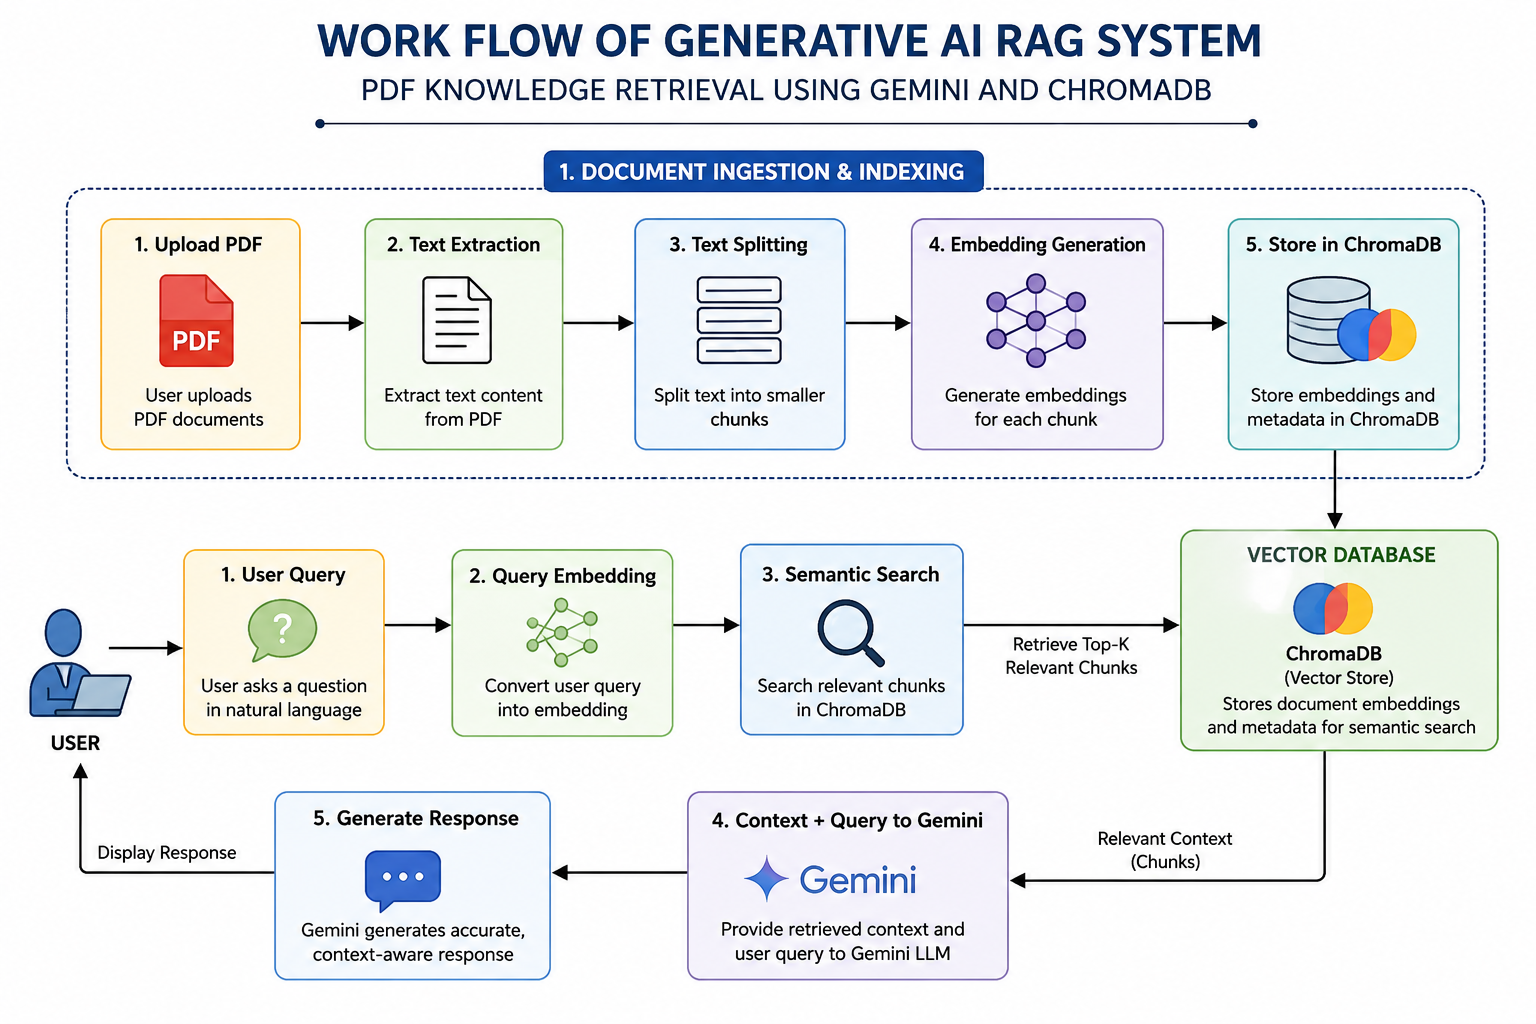 WORK FLOW OF GENERATIVE AI RAG SYSTEM
PDF KNOWLEDGE RETRIEVAL USING GEMINI AND CHROMADB
1. DOCUMENT INGESTION & INDEXING
1. Upload PDF
PDF
User uploads
PDF documents
2. Text Extraction
Extract text content
from PDF
3. Text Splitting
Split text into smaller
chunks
4. Embedding Generation
Generate embeddings
for each chunk
5. Store in ChromaDB
Store embeddings and
metadata in ChromaDB
USER
1. User Query
?
User asks a question
in natural language
2. Query Embedding
Convert user query
into embedding
3. Semantic Search
Search relevant chunks
in ChromaDB
Retrieve Top-K
Relevant Chunks
VECTOR DATABASE
ChromaDB
(Vector Store)
Stores document embeddings
and metadata for semantic search
Relevant Context
(Chunks)
4. Context + Query to Gemini
Gemini
Provide retrieved context and
user query to Gemini LLM
5. Generate Response
Gemini generates accurate,
context-aware response
Display Response